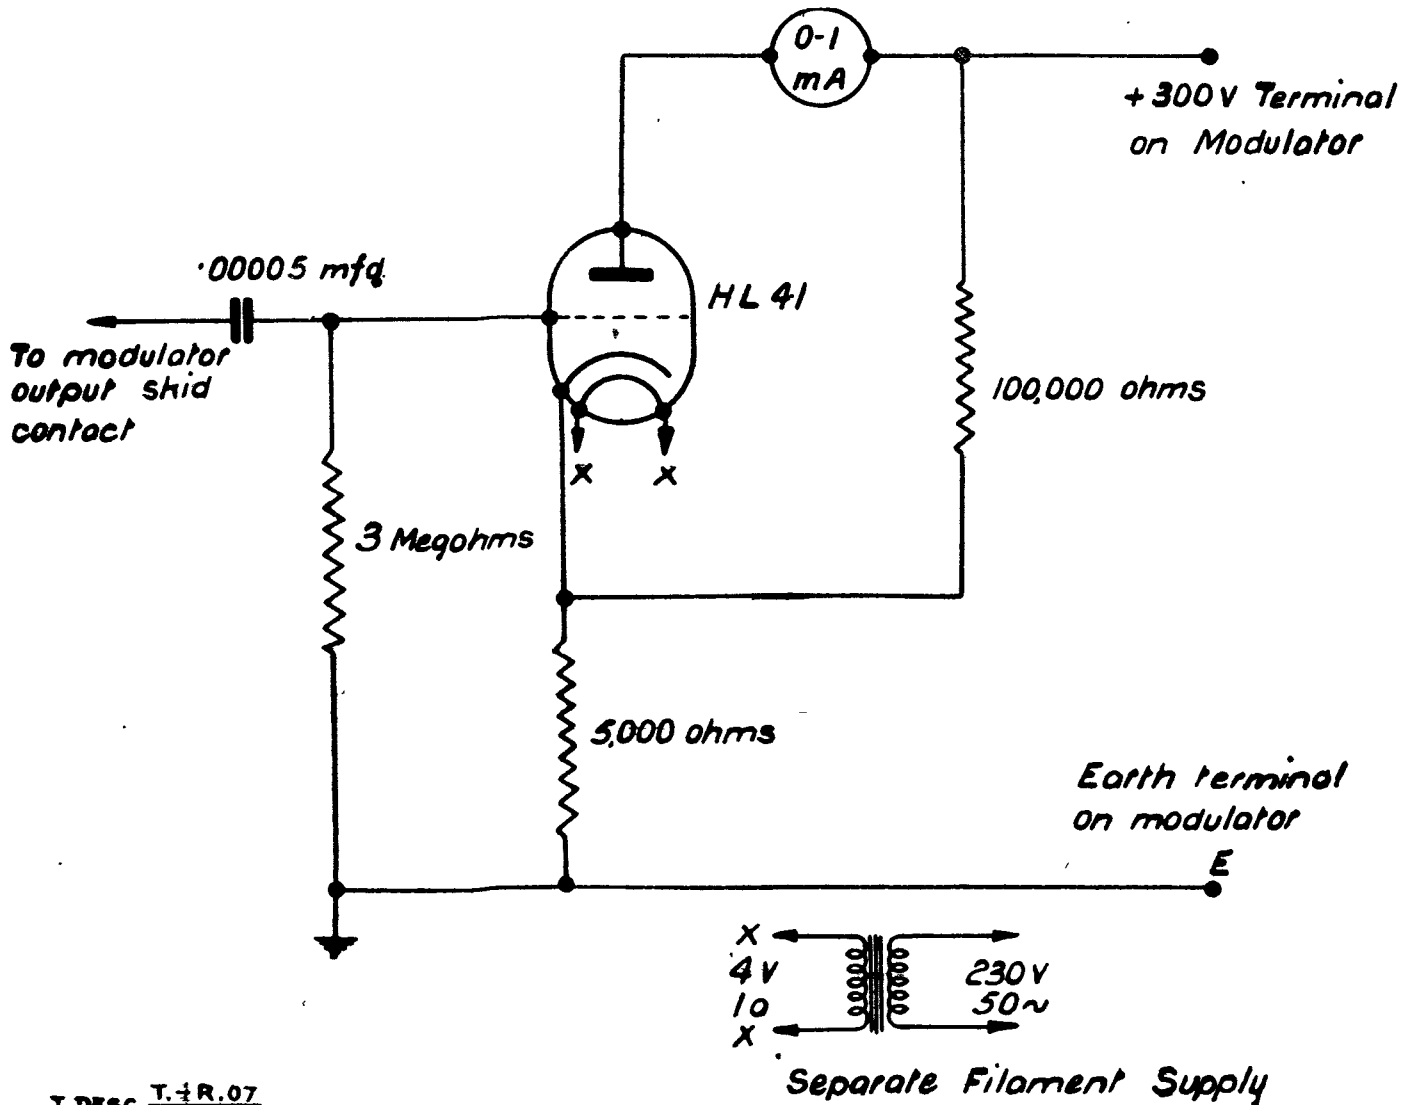 0-1
mA
+300V Terminal
on Modulator
.00005 mfd.
HL 41
To modulator
output skid
contact
100,000 ohms
X X
3 Megohms
5,000 ohms
Earth terminal
on modulator
E
X
4V
1a
X
230V
50~
Separate Filament Supply
T. & R.07